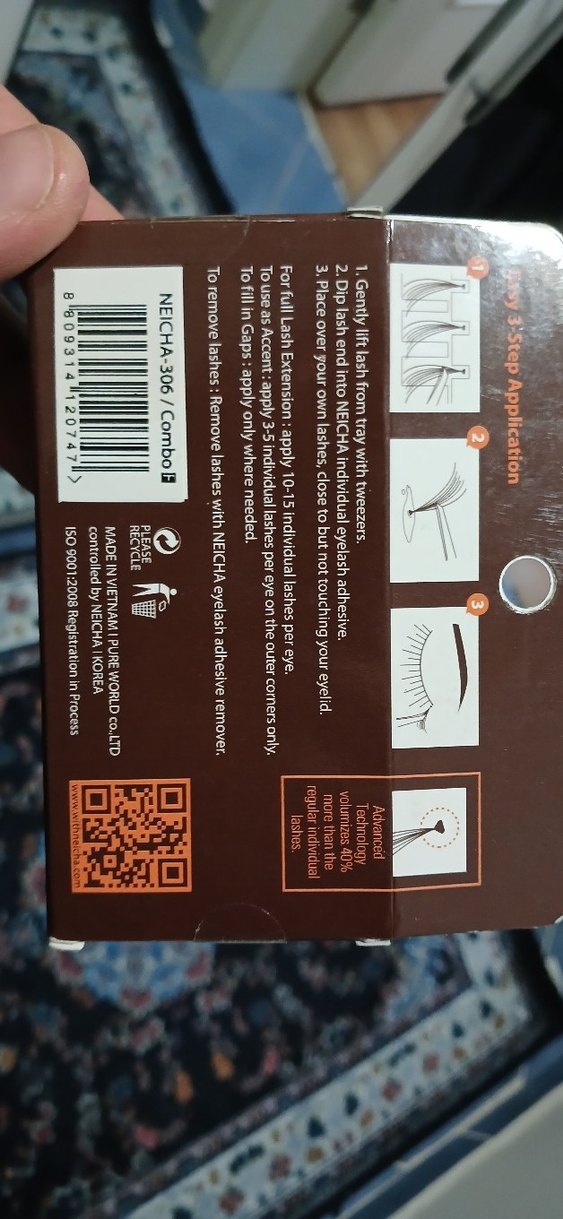 Easy 3-Step Application
1
2
3
Advanced
Technology
volumizes 40%
more than the
regular individual
lashes.
1. Gently lift lash from tray with tweezers.
2. Dip lash end into NEICHA individual eyelash adhesive.
3. Place over your own lashes, close to but not touching your eyelid.
For full Lash Extension : apply 10-15 individual lashes per eye.
To use as Accent : apply 3-5 individual lashes per eye on the outer corners only.
To fill in Gaps : apply only where needed.
To remove lashes : Remove lashes with NEICHA eyelash adhesive remover.
NEICHA-306 / Combo F
8 809314 120747 >
PLEASE
RECYCLE
MADE IN VIETNAM I PURE WORLD co.,LTD
controlled by NEICHA I KOREA
ISO 9001:2008 Registration in Process
www.withneicha.com